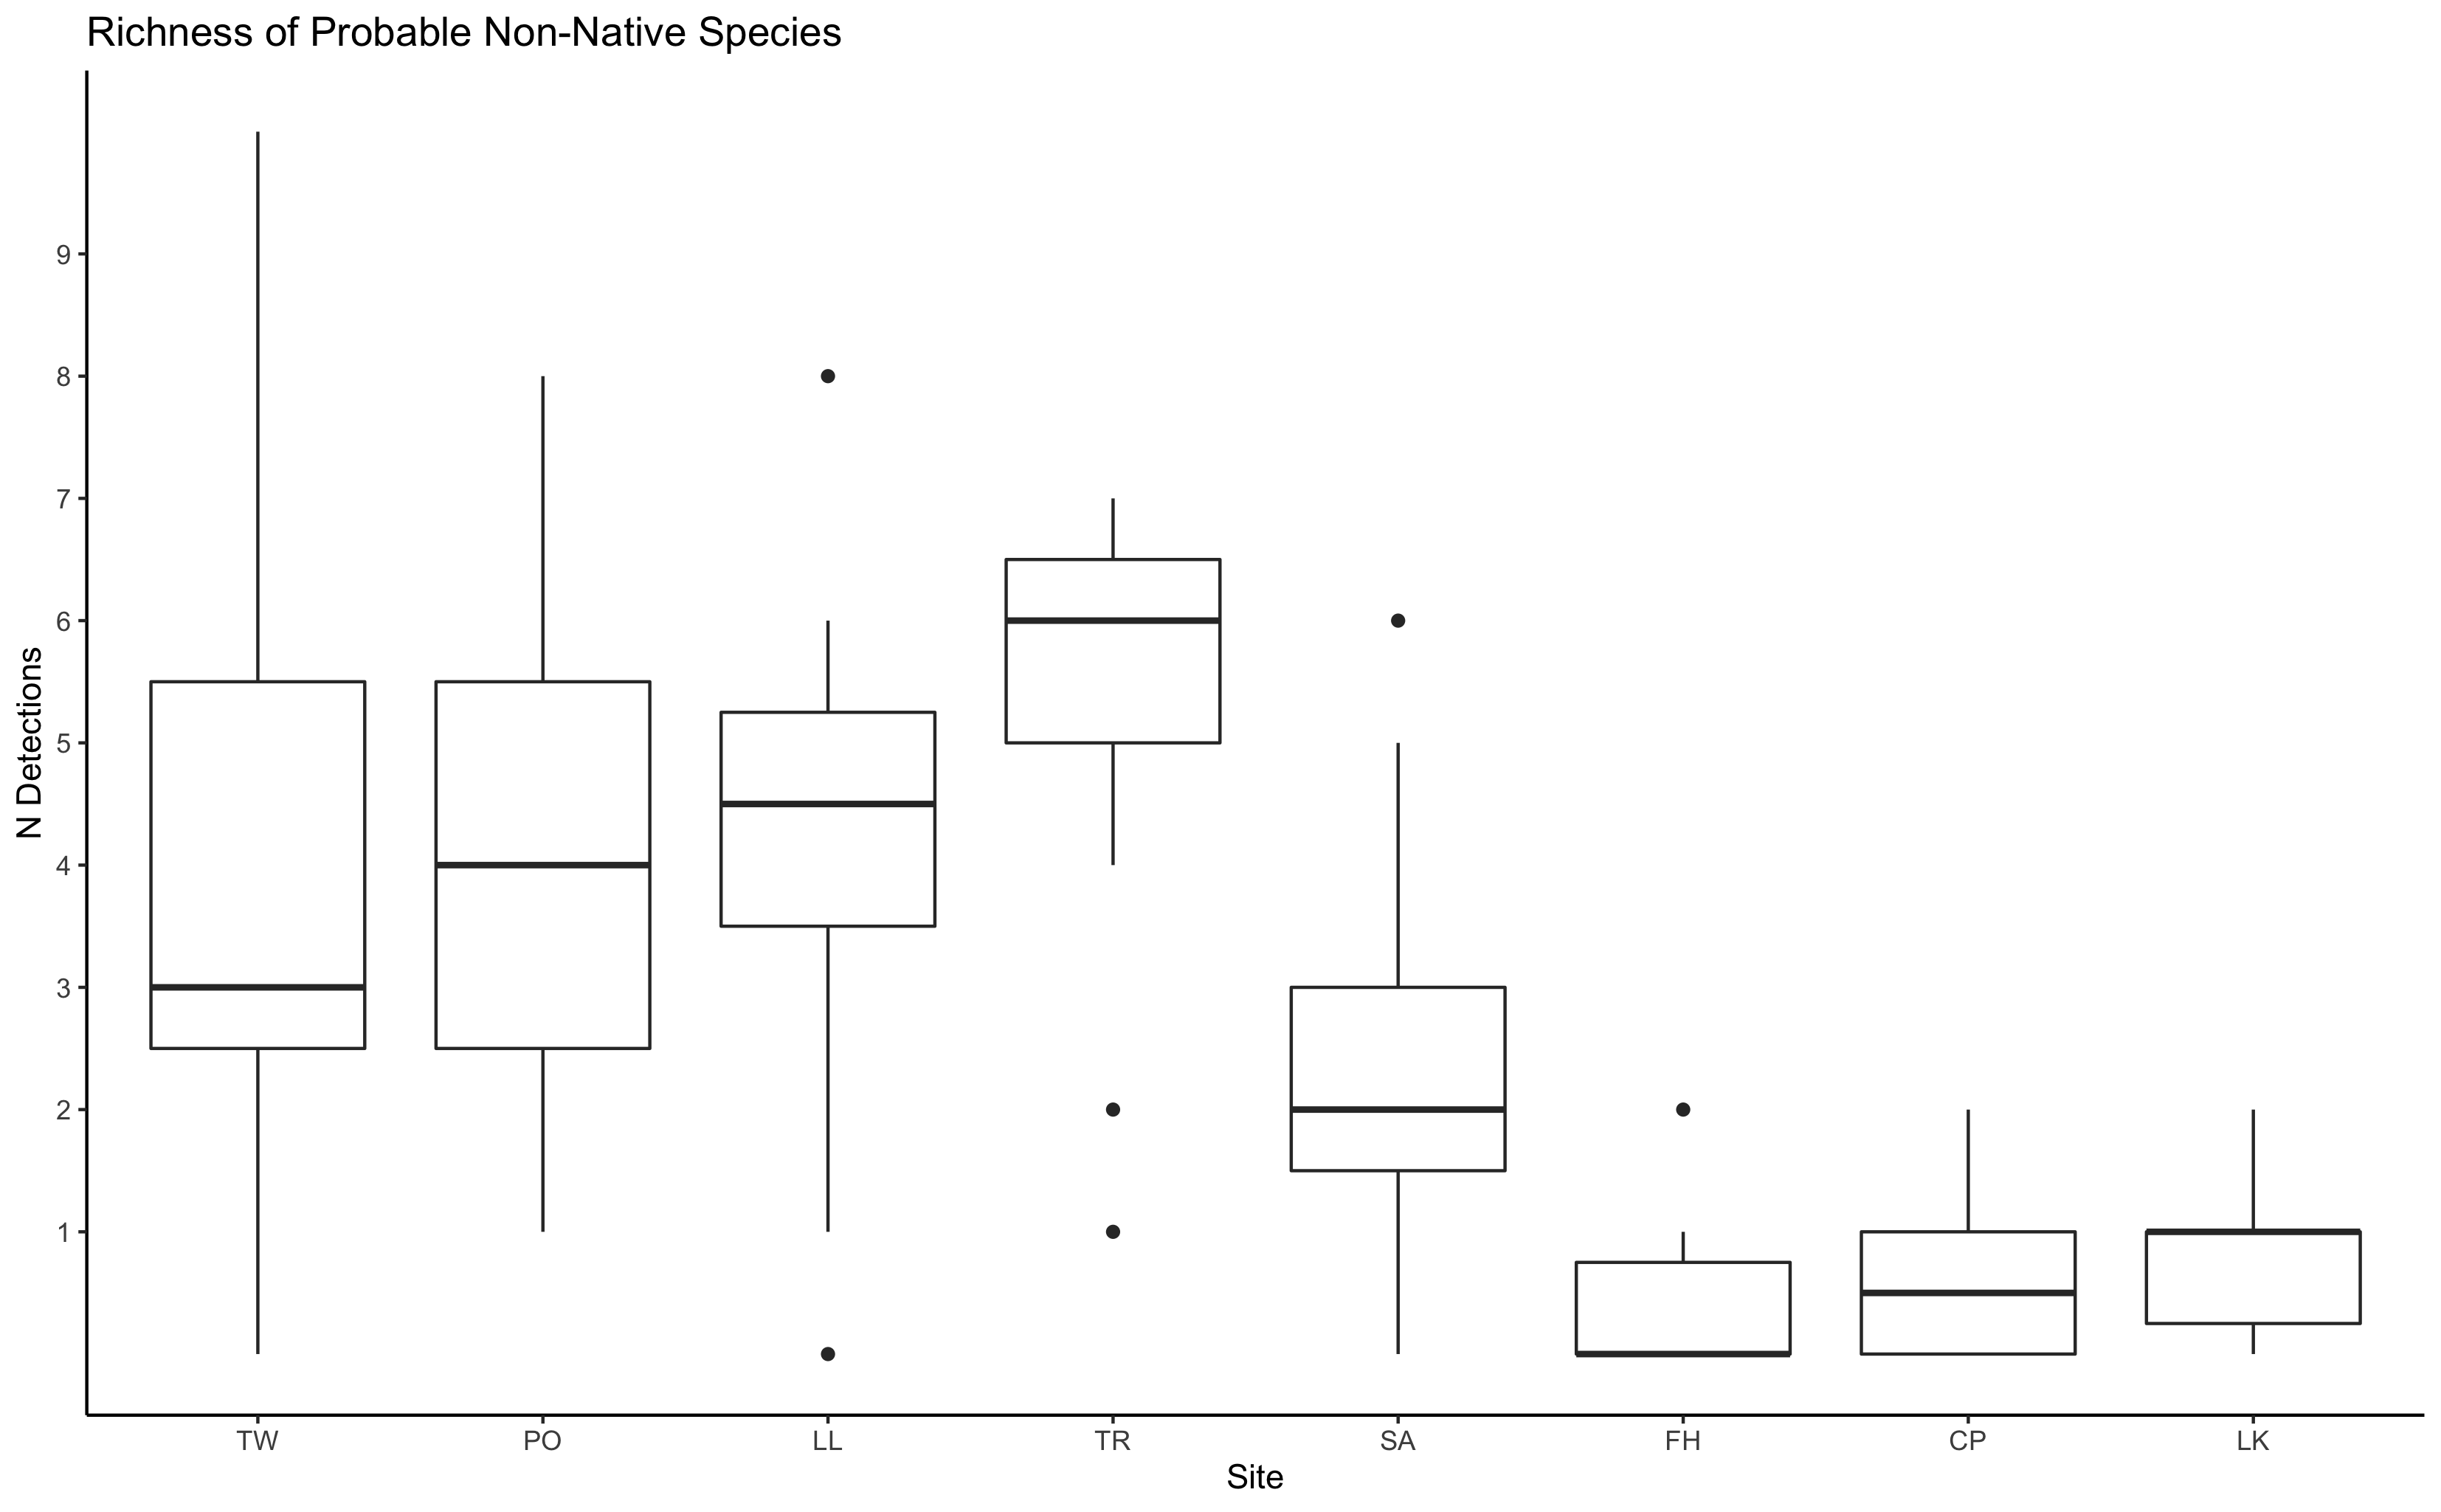 Richness of Probable Non-Native Species
N Detections
9
8
7
6
5
4
3
2
1
TW PO LL TR SA FH CP LK
Site